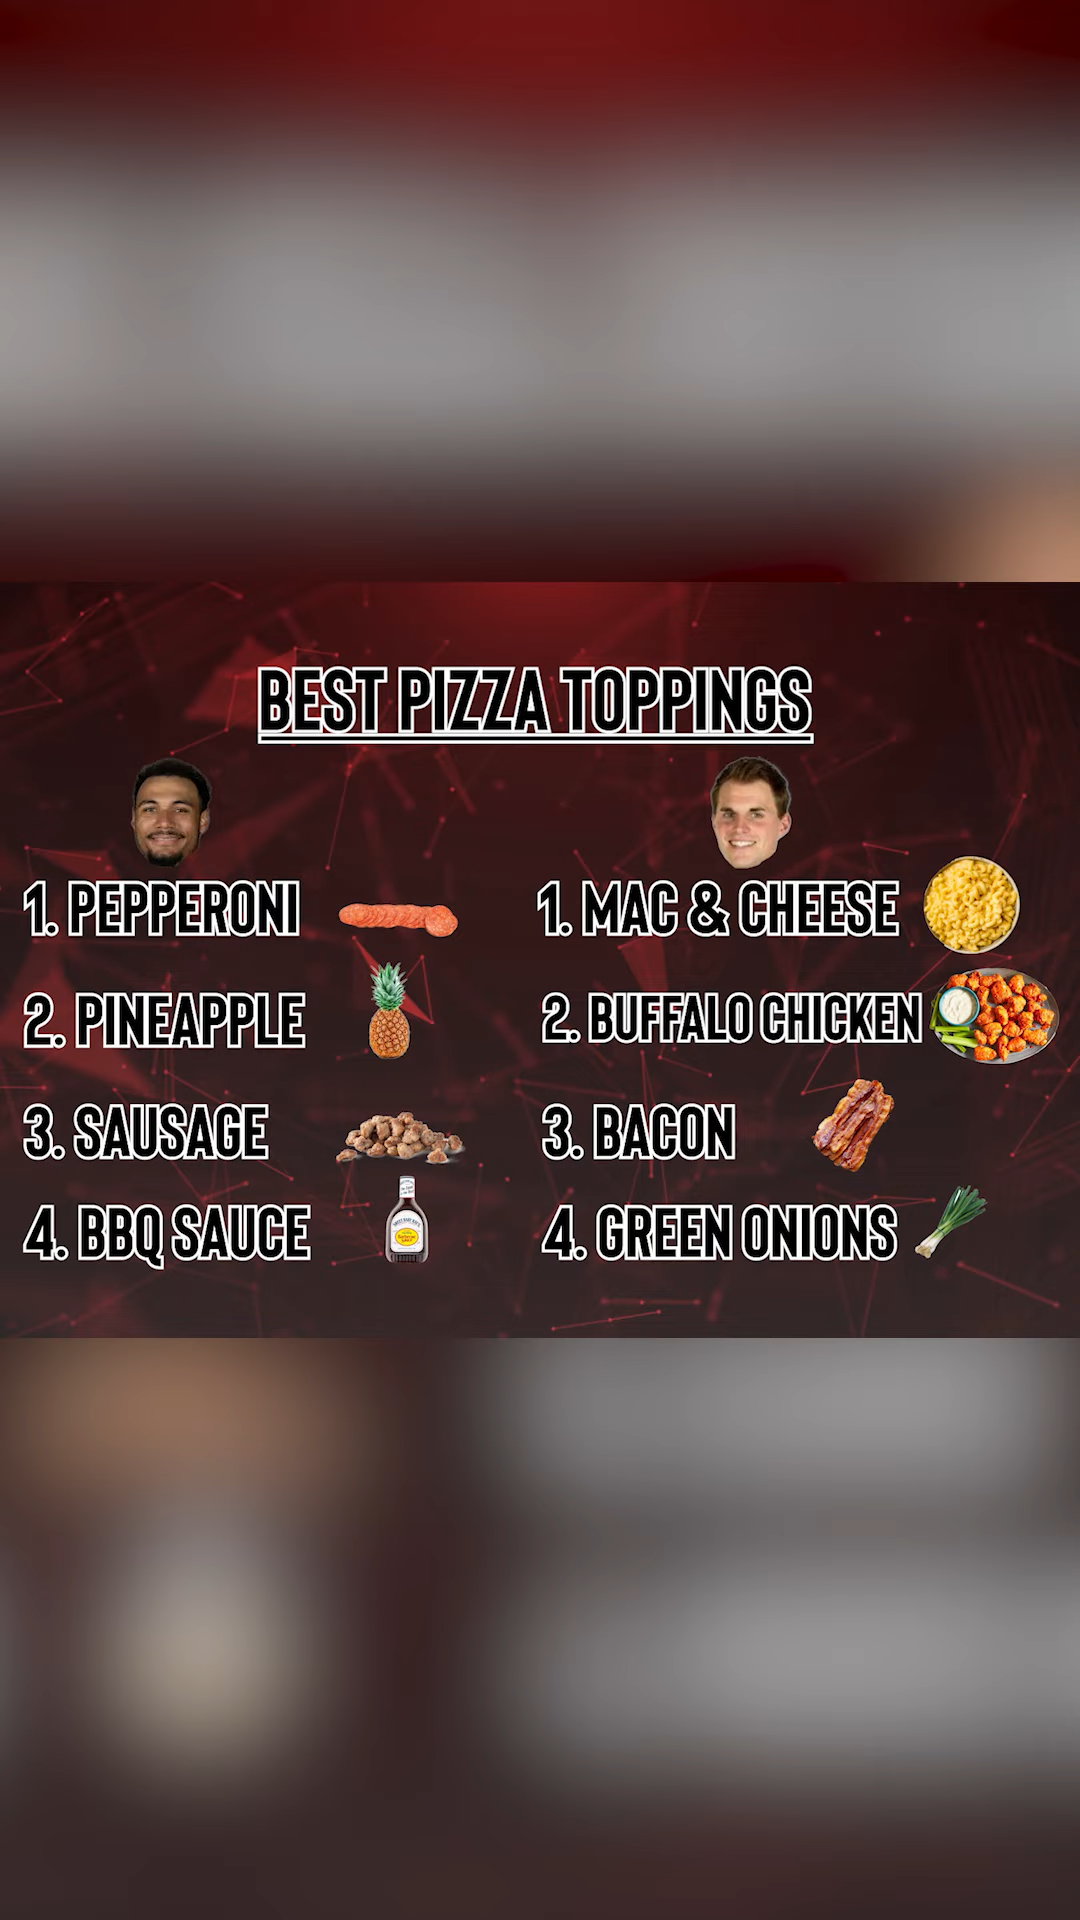 BEST PIZZA TOPPINGS
1. PEPPERONI
2. PINEAPPLE
3. SAUSAGE
4. BBQ SAUCE
1. MAC & CHEESE
2. BUFFALO CHICKEN
3. BACON
4. GREEN ONIONS